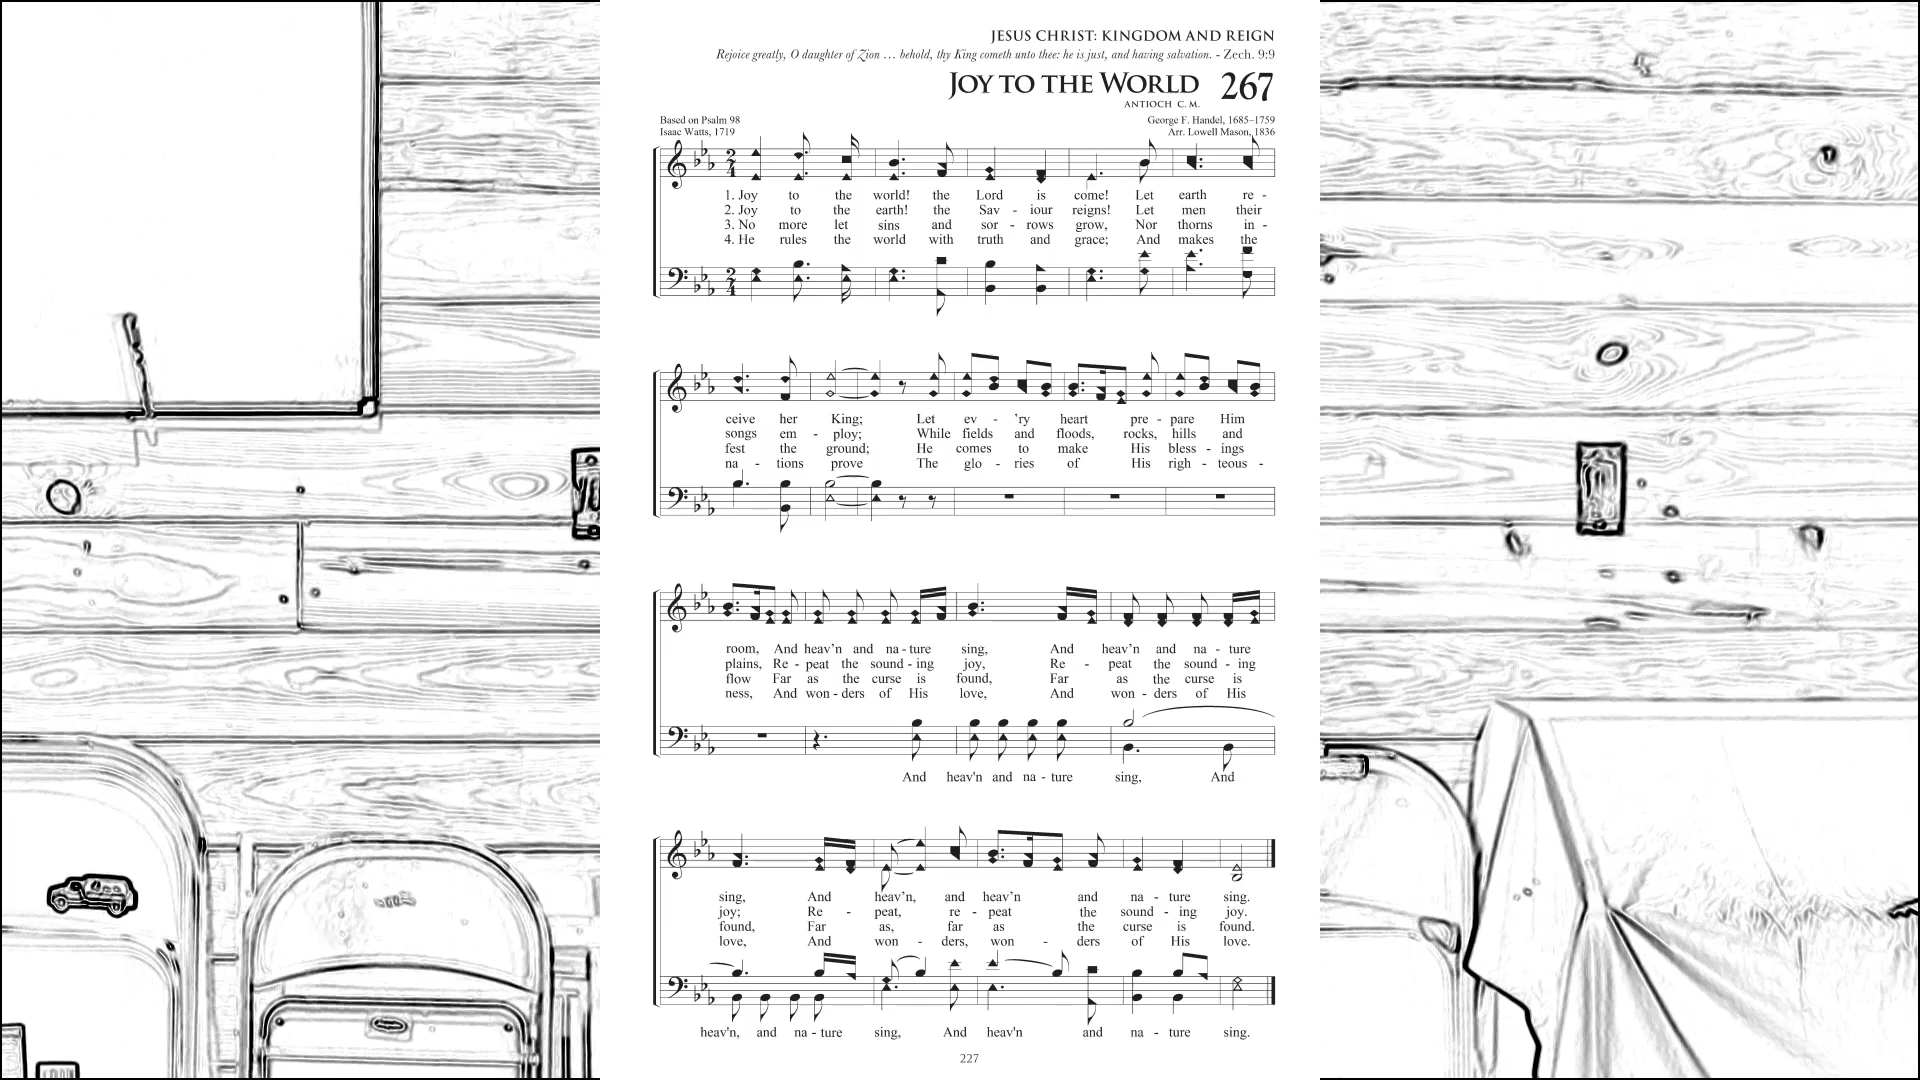 JESUS CHRIST: KINGDOM AND REIGN
Rejoice greatly, O daughter of Zion … behold, thy King cometh unto thee: he is just, and having salvation. - Zech. 9:9
JOY TO THE WORLD 267
ANTIOCH C. M.
Based on Psalm 98
Isaac Watts, 1719
George F. Handel, 1685–1759
Arr. Lowell Mason, 1836
1. Joy to the world! the Lord is come! Let earth re -
2. Joy to the earth! the Sav - iour reigns! Let men their
3. No more let sins and sor - rows grow, Nor thorns in -
4. He rules the world with truth and grace; And makes the
ceive her King; Let ev - 'ry heart pre - pare Him
songs em - ploy; While fields and floods, rocks, hills and
fest the ground; He comes to make His bless - ings
na - tions prove The glo - ries of His righ - teous -
room, And heav'n and na - ture sing, And heav'n and na - ture
plains, Re - peat the sound - ing joy, Re - peat the sound - ing
flow Far as the curse is found, Far as the curse is
ness, And won - ders of His love, And won - ders of His
And heav'n and na - ture sing, And
sing, And heav'n, and heav'n and na - ture sing.
joy; Re - peat, re - peat the sound - ing joy.
found, Far as, far as the curse is found.
love, And won - ders, won - ders of His love.
heav'n, and na - ture sing, And heav'n and na - ture sing.
227